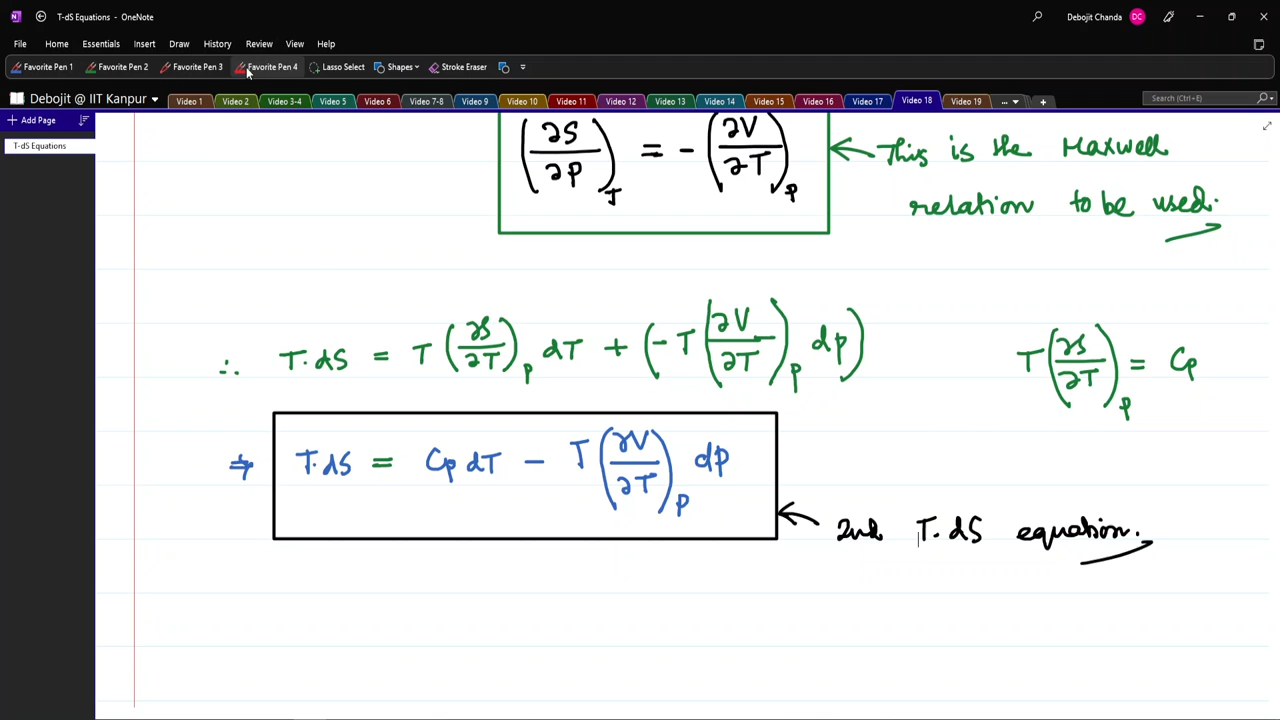 T-dS Equations - OneNote
Debojit Chanda DC
File Home Essentials Insert Draw View History Review View Help
Favorite Pen 1 Favorite Pen 2 Favorite Pen 3 Favorite Pen 4 Lasso Select Shapes Stroke Eraser
Debojit @ IIT Kanpur Video 1 Video 2 Video 3-4 Video 5 Video 6 Video 7-8 Video 9 Video 10 Video 11 Video 12 Video 13 Video 14 Video 15 Video 16 Video 17 Video 18 Video 19 ... Search (Ctrl+E)
+ Add Page
T-dS Equations
(∂S/∂P)_T = - (∂V/∂T)_P ← This is the Maxwell
relation to be used.
∴ T.dS = T (∂S/∂T)_P dT + (-T (∂V/∂T)_P dP) T (∂S/∂T)_P = Cp
⇒ T.dS = Cp dT - T (∂V/∂T)_P dP
← 2nd T.dS equation.